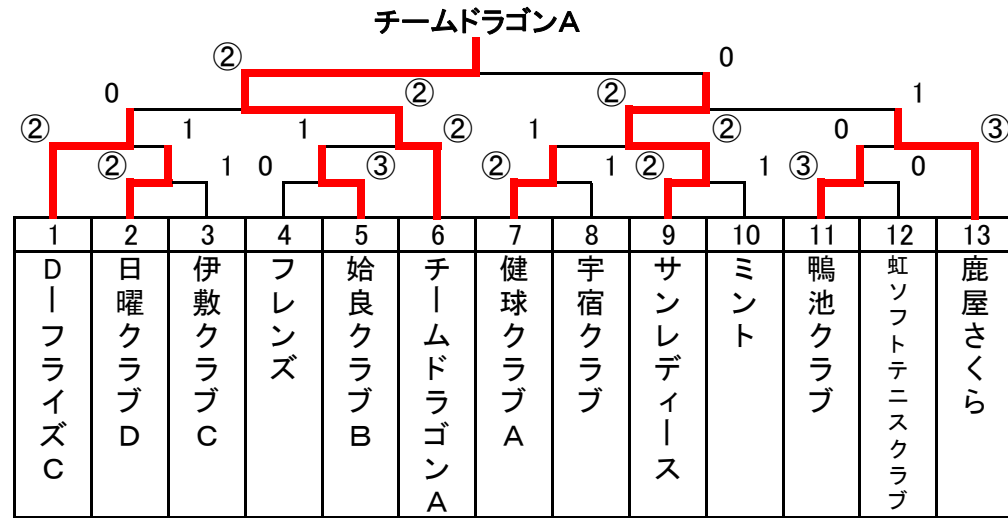 チームドラゴンA
② 0
0 ② ② 1
② 1 1 ② 1 ② 0 ③
② 1 0 ③ ② 1 ② 1 ③ 0
1 2 3 4 5 6 7 8 9 10 11 12 13
DーフライズC
日曜クラブD
伊敷クラブC
フレンズ
姶良クラブB
チームドラゴンA
健球クラブA
宇宿クラブ
サンレディース
ミント
鴨池クラブ
虹ソフトテニスクラブ
鹿屋さくら